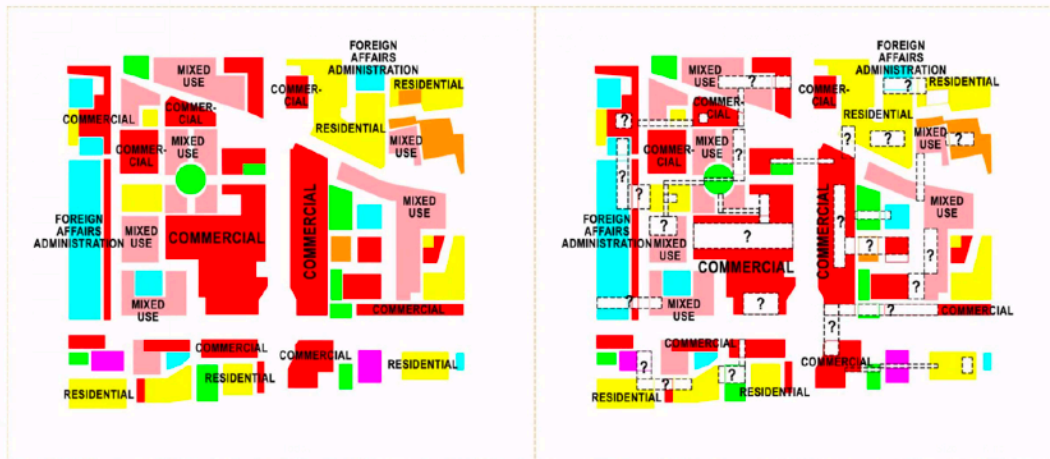 FOREIGN
AFFAIRS
ADMINISTRATION
MIXED
USE
RESIDENTIAL
COMMER-
CIAL
COMMERCIAL
COMMER-
CIAL
RESIDENTIAL
COMMER-
CIAL
MIXED
USE
MIXED
USE
FOREIGN
AFFAIRS
ADMINISTRATION
MIXED
USE
COMMERCIAL
COMMERCIAL
MIXED
USE
MIXED
USE
COMMERCIAL
COMMERCIAL
COMMERCIAL
RESIDENTIAL
RESIDENTIAL
RESIDENTIAL
FOREIGN
AFFAIRS
ADMINISTRATION
MIXED
USE
?
COMMER-
CIAL
?
RESIDENTIAL
COMMER-
CIAL
RESIDENTIAL
?
?
?
?
?
MIXED
USE
COMMER-
CIAL
MIXED
USE
?
?
?
?
FOREIGN
AFFAIRS
ADMINISTRATION
?
MIXED
USE
?
?
MIXED
USE
?
?
COMMERCIAL
COMMERCIAL
?
?
MIXED
USE
?
?
?
COMMERCIAL
?
COMMERCIAL
COMMERCIAL
?
?
?
RESIDENTIAL
RESIDENTIAL
RESIDENTIAL